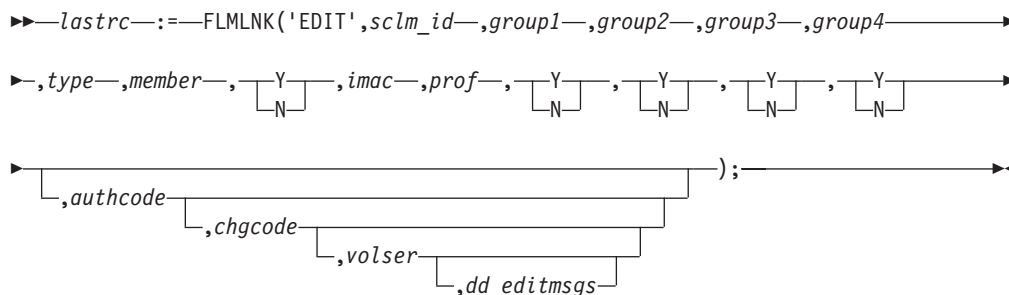 ►►—lastrc—:=—FLMLNK('EDIT',sclm_id—,group1—,group2—,group3—,group4—►
►—,type—,member—,—Y—,imac—,prof—,—Y—,—Y—,—Y—,—Y—►
N N N N N
►—);—►◄
,authcode
,chgcode
,volser
,dd_editmsgs